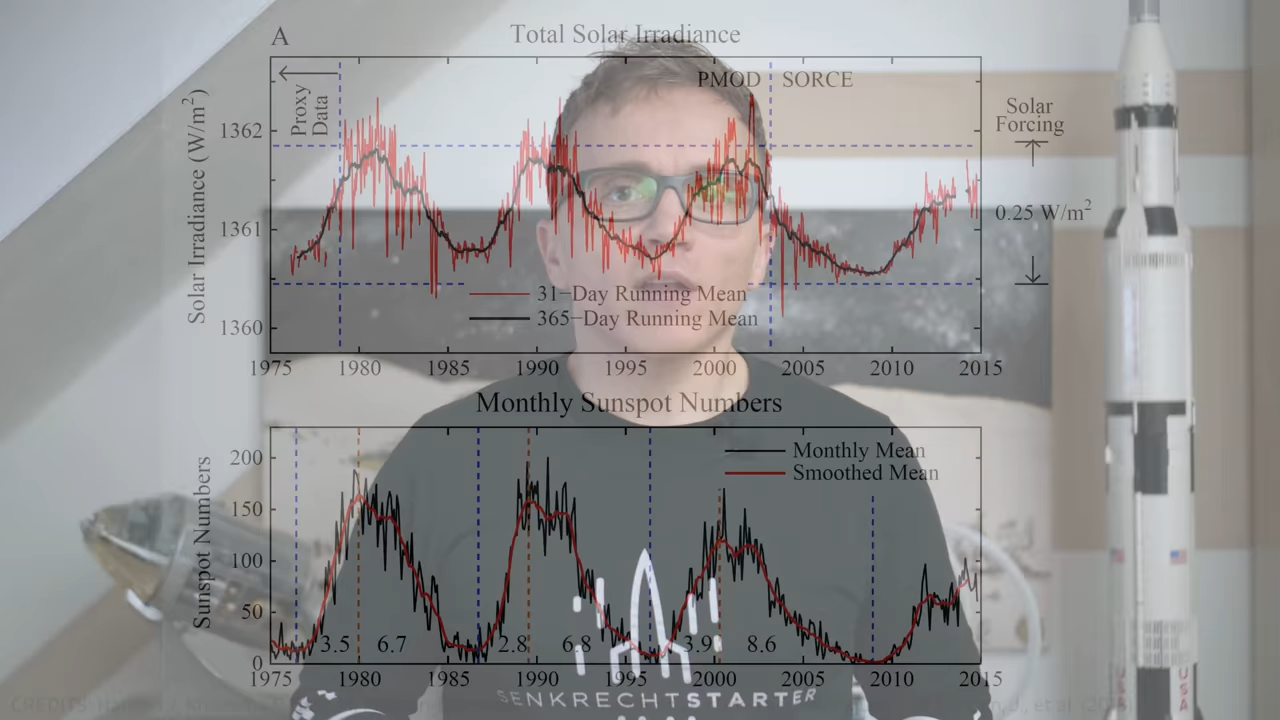 A
Total Solar Irradiance
PMOD
SORCE
Proxy
Data
Solar Irradiance (W/m²)
1362
1361
1360
Solar
Forcing
0.25 W/m²
31–Day Running Mean
365–Day Running Mean
1975 1980 1985 1990 1995 2000 2005 2010 2015
Monthly Sunspot Numbers
Monthly Mean
Smoothed Mean
Sunspot Numbers
200
150
100
50
0
3.5 6.7 2.8 6.8 3.9 8.6
1975 1980 1985 1990 1995 2000 2005 2010 2015
SENKRECHTSTARTER
USA
CREDITS: